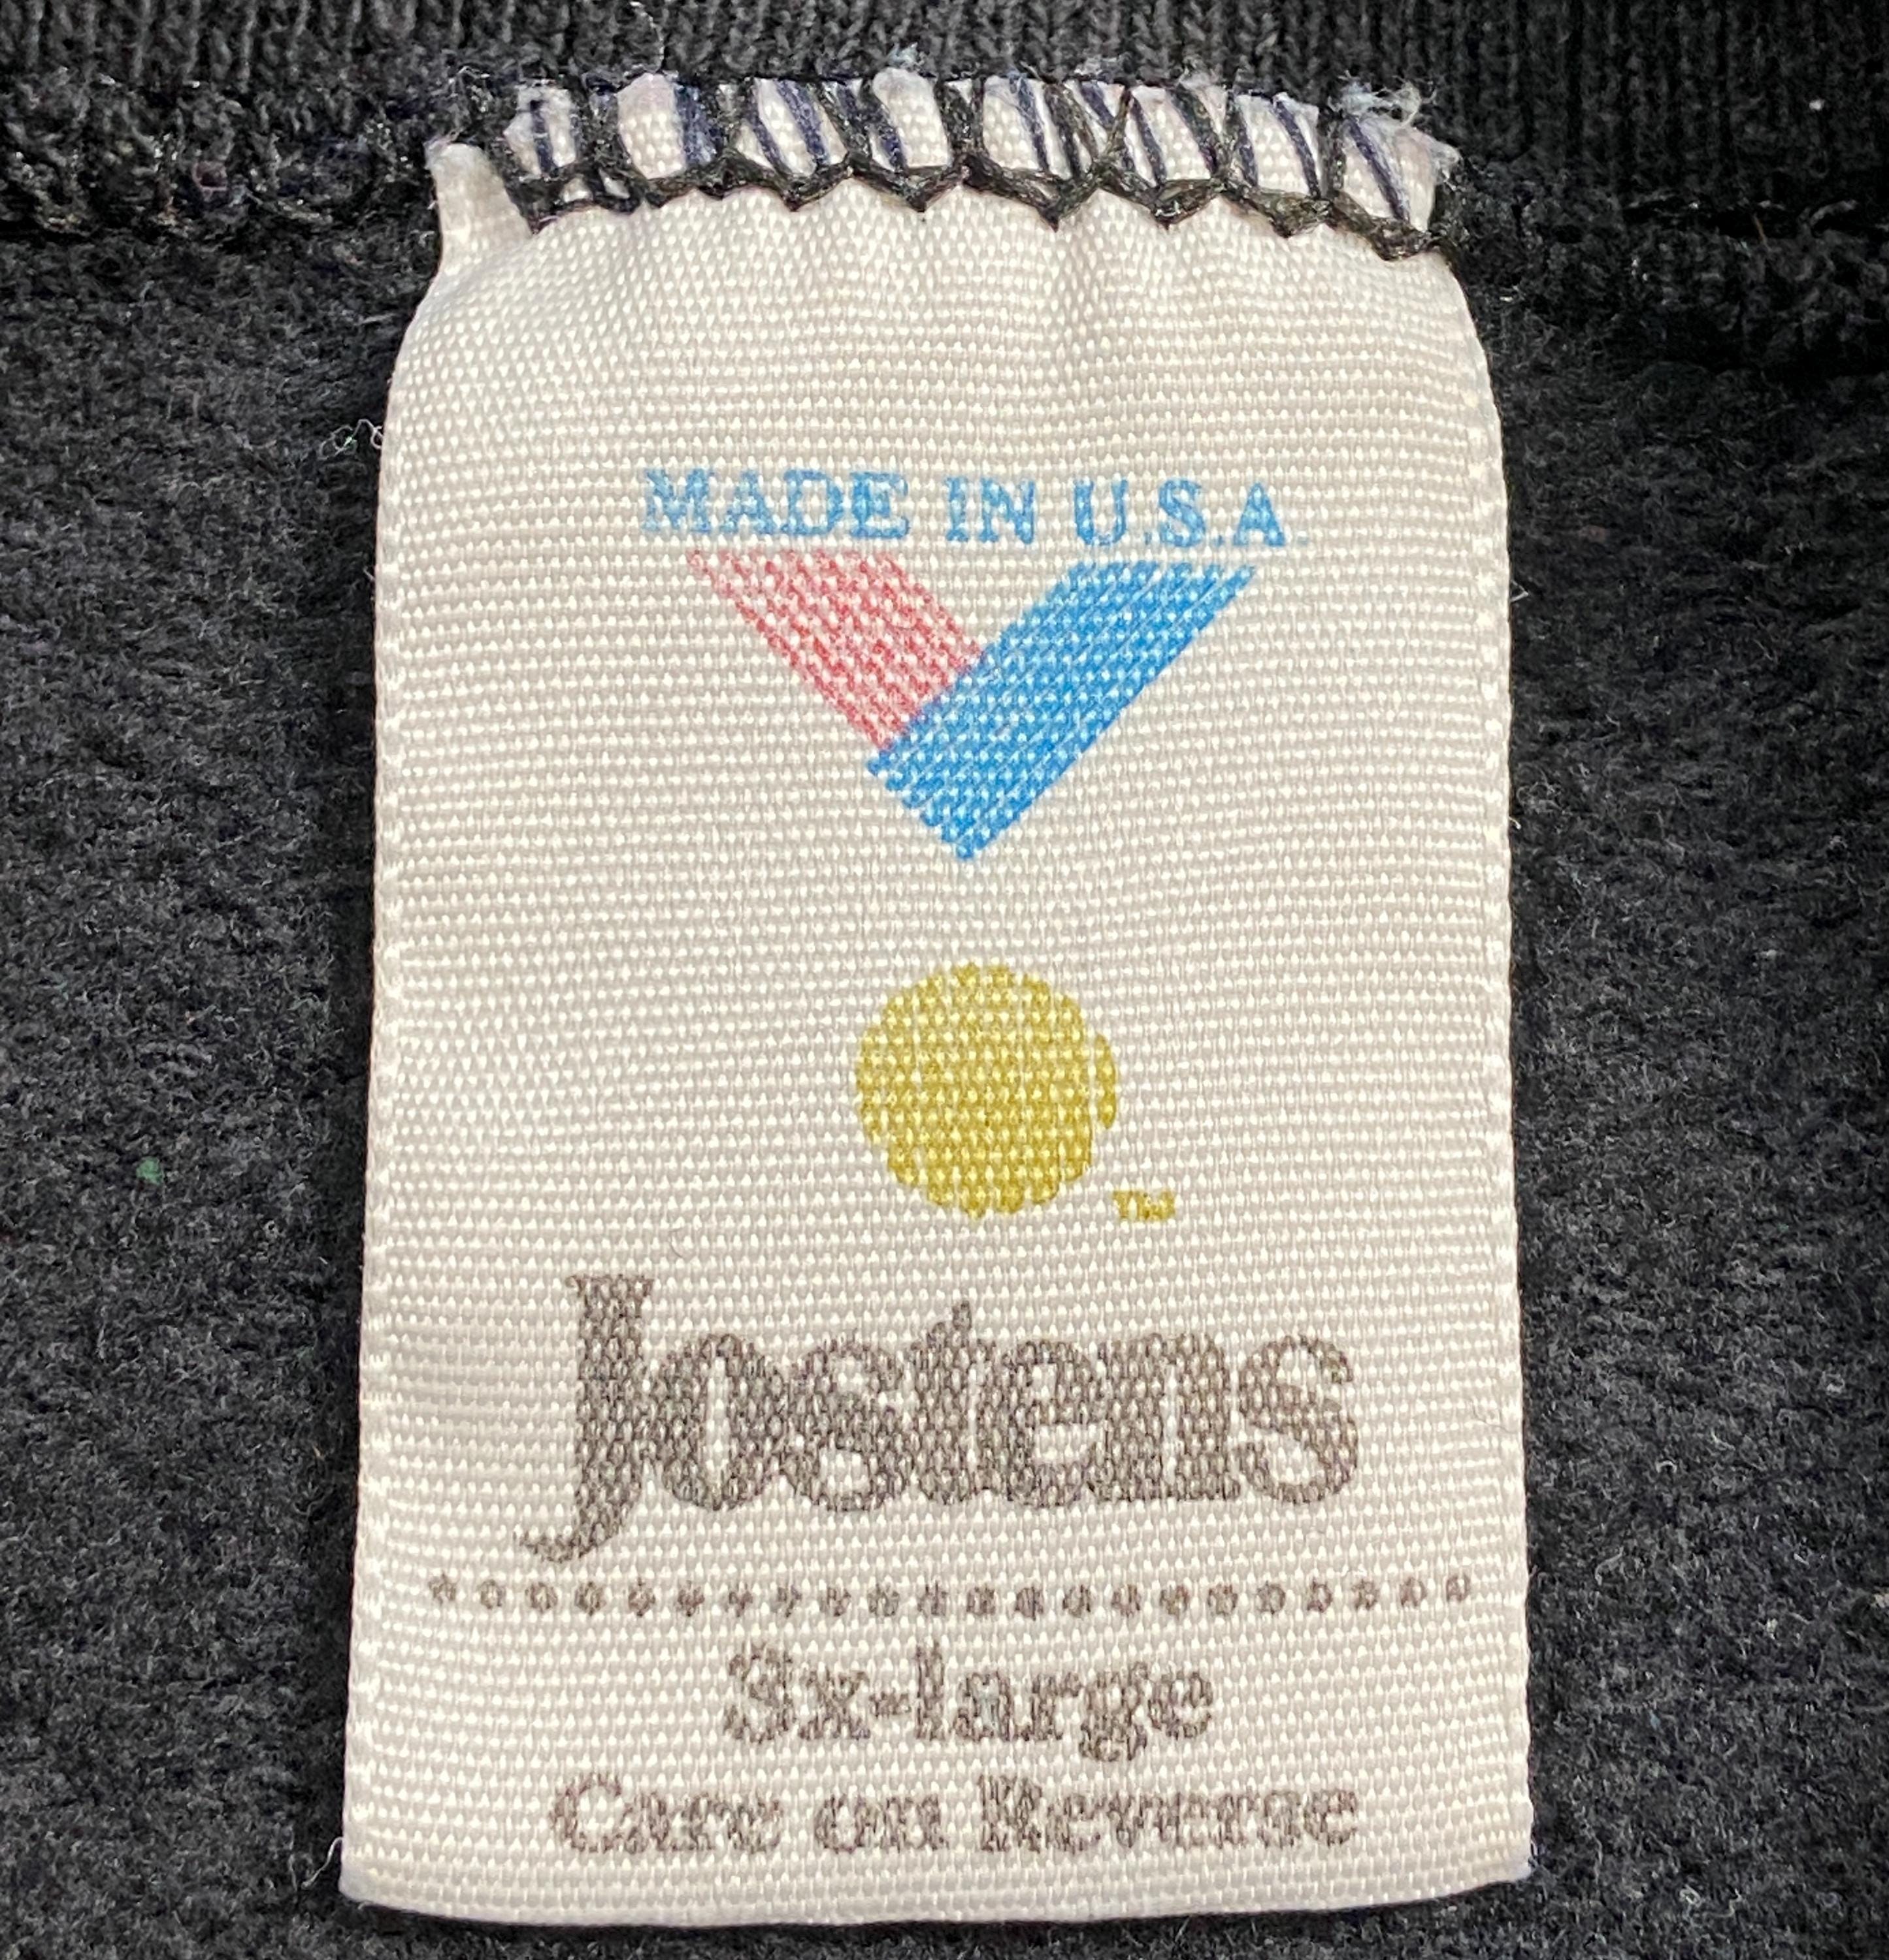 MADE IN U.S.A.
TM
Jostens
3x-large
Care on Reverse